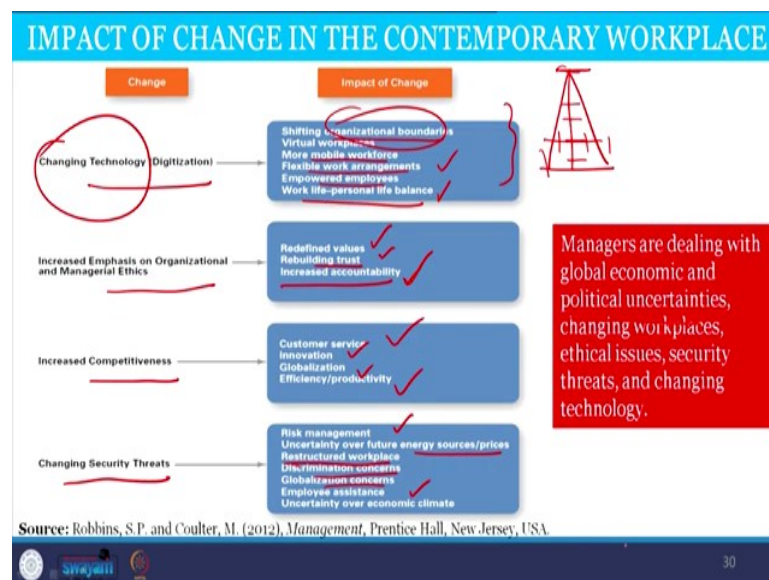 IMPACT OF CHANGE IN THE CONTEMPORARY WORKPLACE
Change
Impact of Change
Changing Technology (Digitization)
Shifting organizational boundaries
Virtual workplaces
More mobile workforce
Flexible work arrangements
Empowered employees
Work life–personal life balance
Increased Emphasis on Organizational
and Managerial Ethics
Redefined values
Rebuilding trust
Increased accountability
Increased Competitiveness
Customer service
Innovation
Globalization
Efficiency/productivity
Changing Security Threats
Risk management
Uncertainty over future energy sources/prices
Restructured workplace
Discrimination concerns
Globalization concerns
Employee assistance
Uncertainty over economic climate
Managers are dealing with
global economic and
political uncertainties,
changing workplaces,
ethical issues, security
threats, and changing
technology.
Source: Robbins, S.P. and Coulter, M. (2012), Management, Prentice Hall, New Jersey, USA.
swayam
30